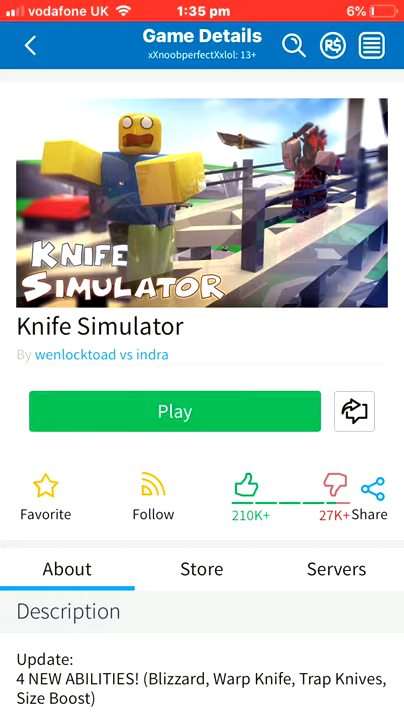 vodafone UK
1:35 pm
6%
Game Details
xXnoobperfectXxlol: 13+
R$
KNIFE
SIMULATOR
Knife Simulator
By wenlocktoad vs indra
Play
Favorite
Follow
210K+
27K+
Share
About
Store
Servers
Description
Update:
4 NEW ABILITIES! (Blizzard, Warp Knife, Trap Knives,
Size Boost)